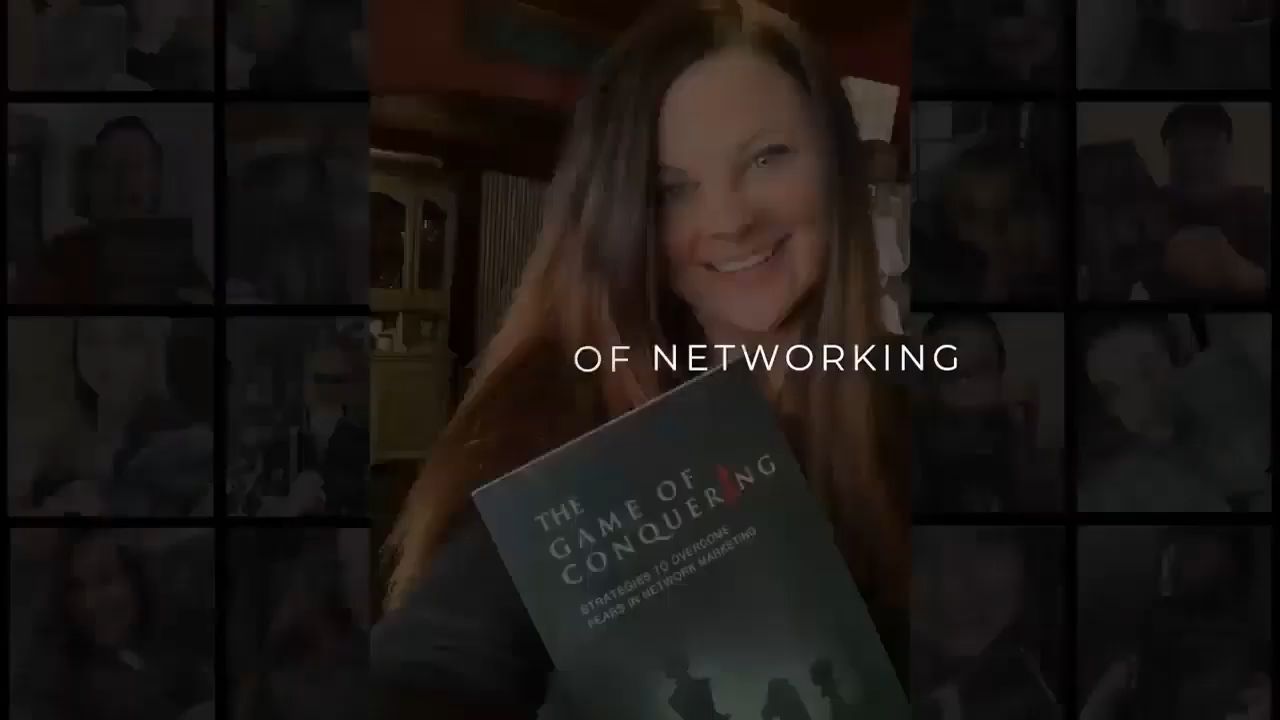 OF NETWORKING
THE
GAME OF
CONQUERING
STRATEGIES TO OVERCOME
FEARS IN NETWORK MARKETING